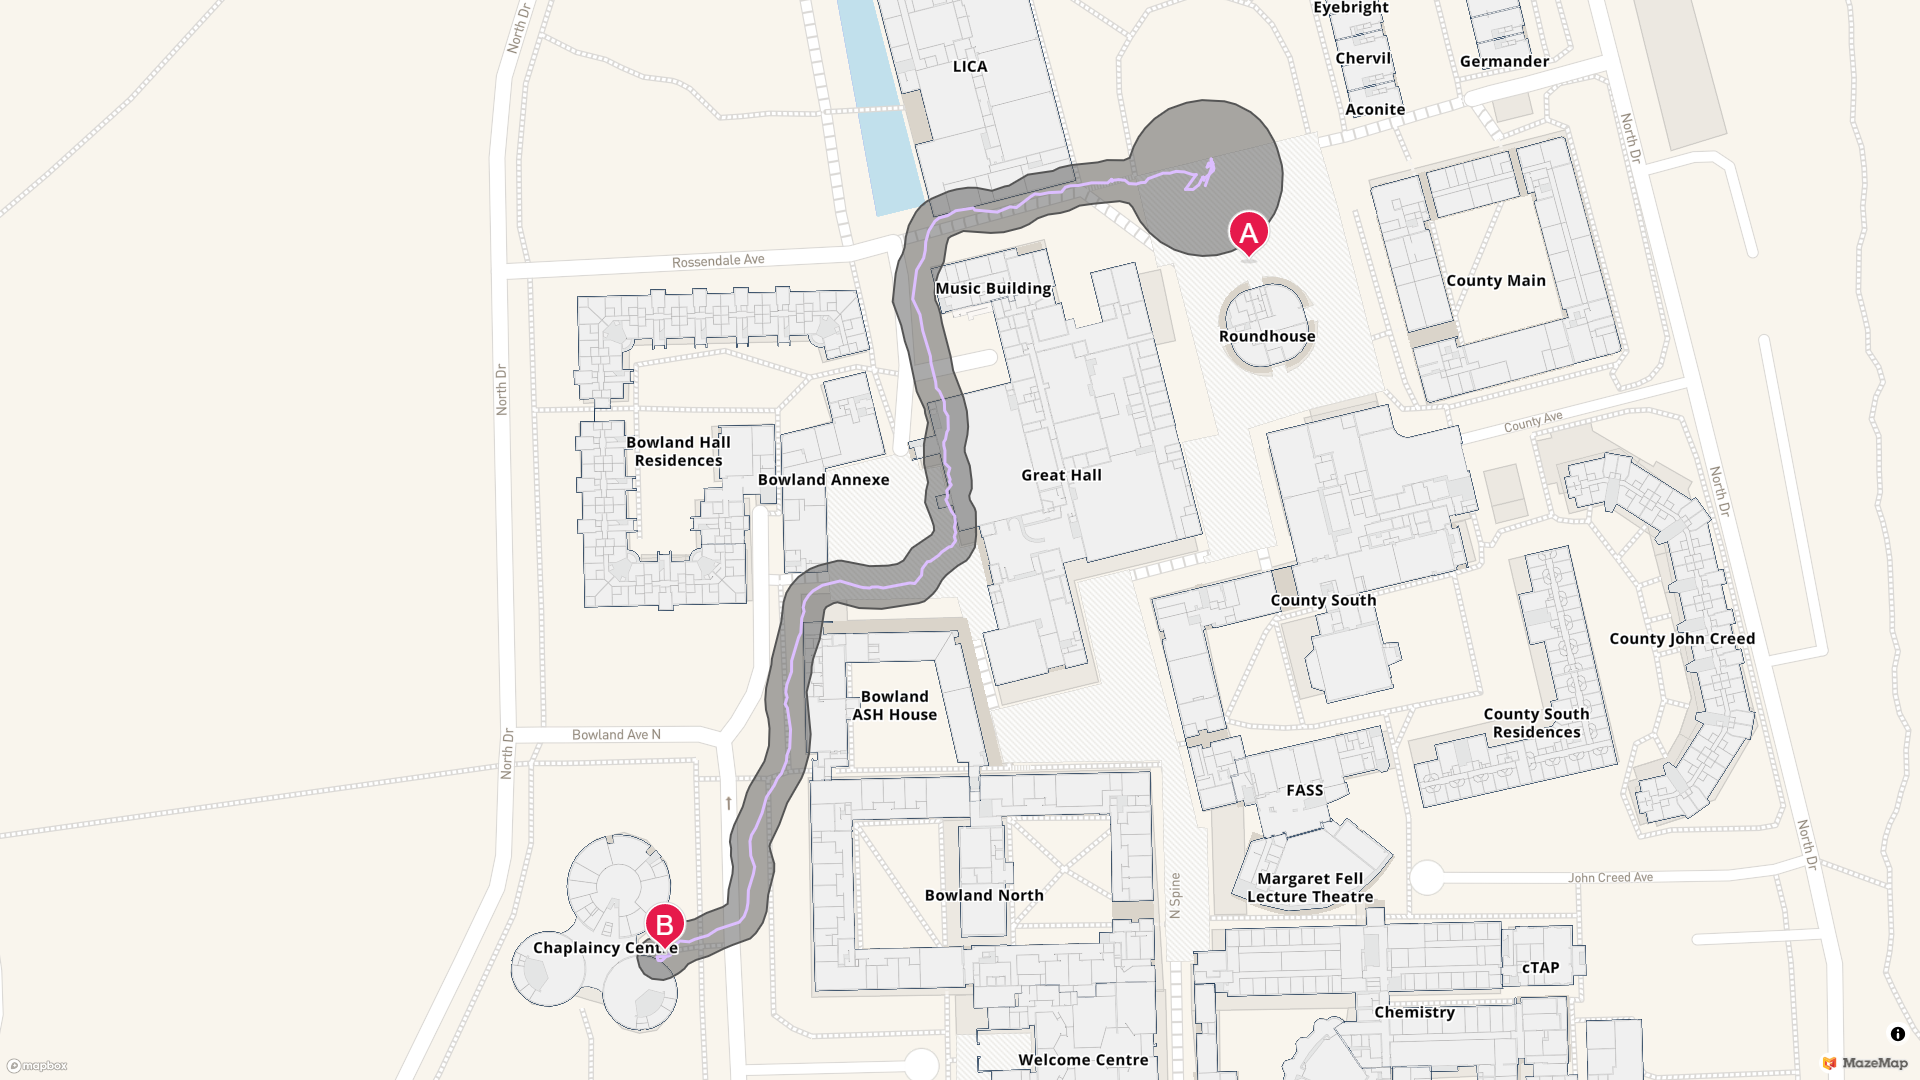 Eyebright
North Dr
Chervil
Germander
LICA
Aconite
North Dr
A
Rossendale Ave
Music Building
County Main
Roundhouse
North Dr
County Ave
Bowland Hall
Residences
Great Hall
Bowland Annexe
North Dr
County South
County John Creed
Bowland
ASH House
County South
Residences
Bowland Ave N
North Dr
FASS
North Dr
Margaret Fell
Lecture Theatre
John Creed Ave
Bowland North
N Spine
B
Chaplaincy Centre
cTAP
Chemistry
Welcome Centre
mapbox
MazeMap